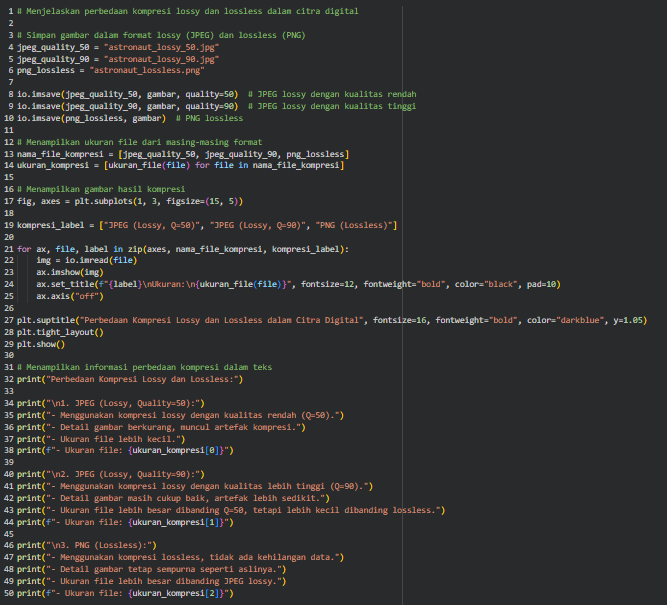 1 # Menjelaskan perbedaan kompresi lossy dan lossless dalam citra digital
2
3 # Simpan gambar dalam format lossy (JPEG) dan lossless (PNG)
4 jpeg_quality_50 = "astronaut_lossy_50.jpg"
5 jpeg_quality_90 = "astronaut_lossy_90.jpg"
6 png_lossless = "astronaut_lossless.png"
7
8 io.imsave(jpeg_quality_50, gambar, quality=50)  # JPEG lossy dengan kualitas rendah
9 io.imsave(jpeg_quality_90, gambar, quality=90)  # JPEG lossy dengan kualitas tinggi
10 io.imsave(png_lossless, gambar)  # PNG lossless
11
12 # Menampilkan ukuran file dari masing-masing format
13 nama_file_kompresi = [jpeg_quality_50, jpeg_quality_90, png_lossless]
14 ukuran_kompresi = [ukuran_file(file) for file in nama_file_kompresi]
15
16 # Menampilkan gambar hasil kompresi
17 fig, axes = plt.subplots(1, 3, figsize=(15, 5))
18
19 kompresi_label = ["JPEG (Lossy, Q=50)", "JPEG (Lossy, Q=90)", "PNG (Lossless)"]
20
21 for ax, file, label in zip(axes, nama_file_kompresi, kompresi_label):
22     img = io.imread(file)
23     ax.imshow(img)
24     ax.set_title(f"{label}\nUkuran:\n{ukuran_file(file)}", fontsize=12, fontweight="bold", color="black", pad=10)
25     ax.axis("off")
26
27 plt.suptitle("Perbedaan Kompresi Lossy dan Lossless dalam Citra Digital", fontsize=16, fontweight="bold", color="darkblue", y=1.05)
28 plt.tight_layout()
29 plt.show()
30
31 # Menampilkan informasi perbedaan kompresi dalam teks
32 print("Perbedaan Kompresi Lossy dan Lossless:")
33
34 print("\n1. JPEG (Lossy, Quality=50):")
35 print("- Menggunakan kompresi lossy dengan kualitas rendah (Q=50).")
36 print("- Detail gambar berkurang, muncul artefak kompresi.")
37 print("- Ukuran file lebih kecil.")
38 print(f"- Ukuran file: {ukuran_kompresi[0]}")
39
40 print("\n2. JPEG (Lossy, Quality=90):")
41 print("- Menggunakan kompresi lossy dengan kualitas lebih tinggi (Q=90).")
42 print("- Detail gambar masih cukup baik, artefak lebih sedikit.")
43 print("- Ukuran file lebih besar dibanding Q=50, tetapi lebih kecil dibanding lossless.")
44 print(f"- Ukuran file: {ukuran_kompresi[1]}")
45
46 print("\n3. PNG (Lossless):")
47 print("- Menggunakan kompresi lossless, tidak ada kehilangan data.")
48 print("- Detail gambar tetap sempurna seperti aslinya.")
49 print("- Ukuran file lebih besar dibanding JPEG lossy.")
50 print(f"- Ukuran file: {ukuran_kompresi[2]}")